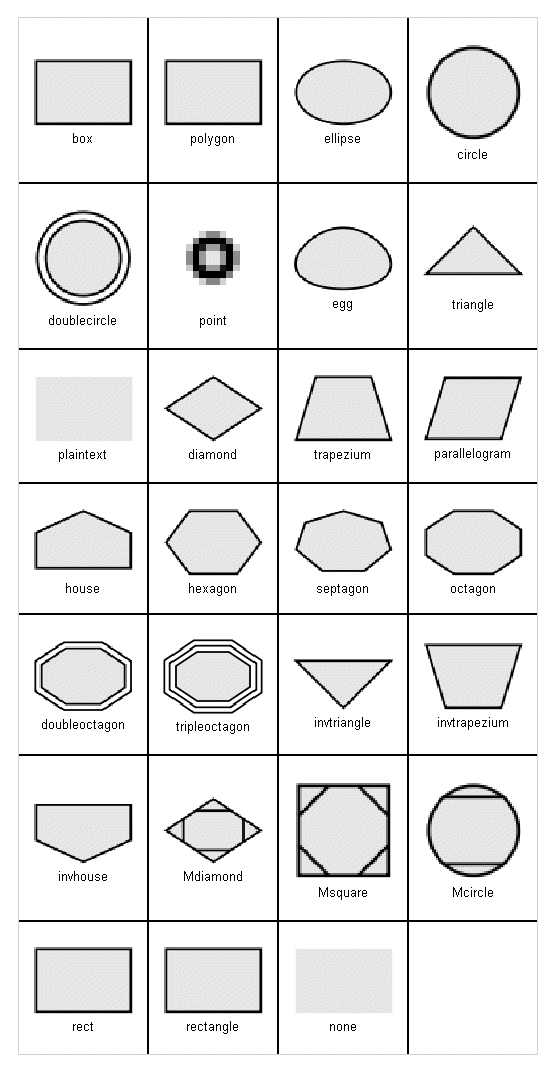 box
polygon
ellipse
circle
doublecircle
point
egg
triangle
plaintext
diamond
trapezium
parallelogram
house
hexagon
septagon
octagon
doubleoctagon
tripleoctagon
invtriangle
invtrapezium
invhouse
Mdiamond
Msquare
Mcircle
rect
rectangle
none